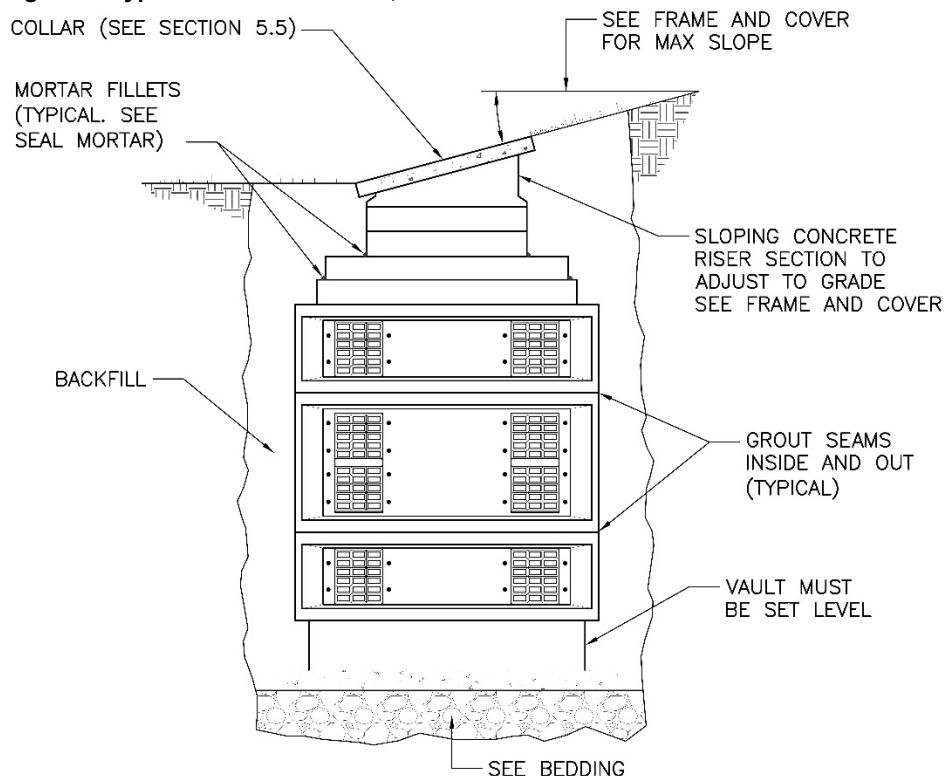 COLLAR (SEE SECTION 5.5)
SEE FRAME AND COVER
FOR MAX SLOPE
MORTAR FILLETS
(TYPICAL. SEE
SEAL MORTAR)
SLOPING CONCRETE
RISER SECTION TO
ADJUST TO GRADE
SEE FRAME AND COVER
BACKFILL
GROUT SEAMS
INSIDE AND OUT
(TYPICAL)
VAULT MUST
BE SET LEVEL
SEE BEDDING